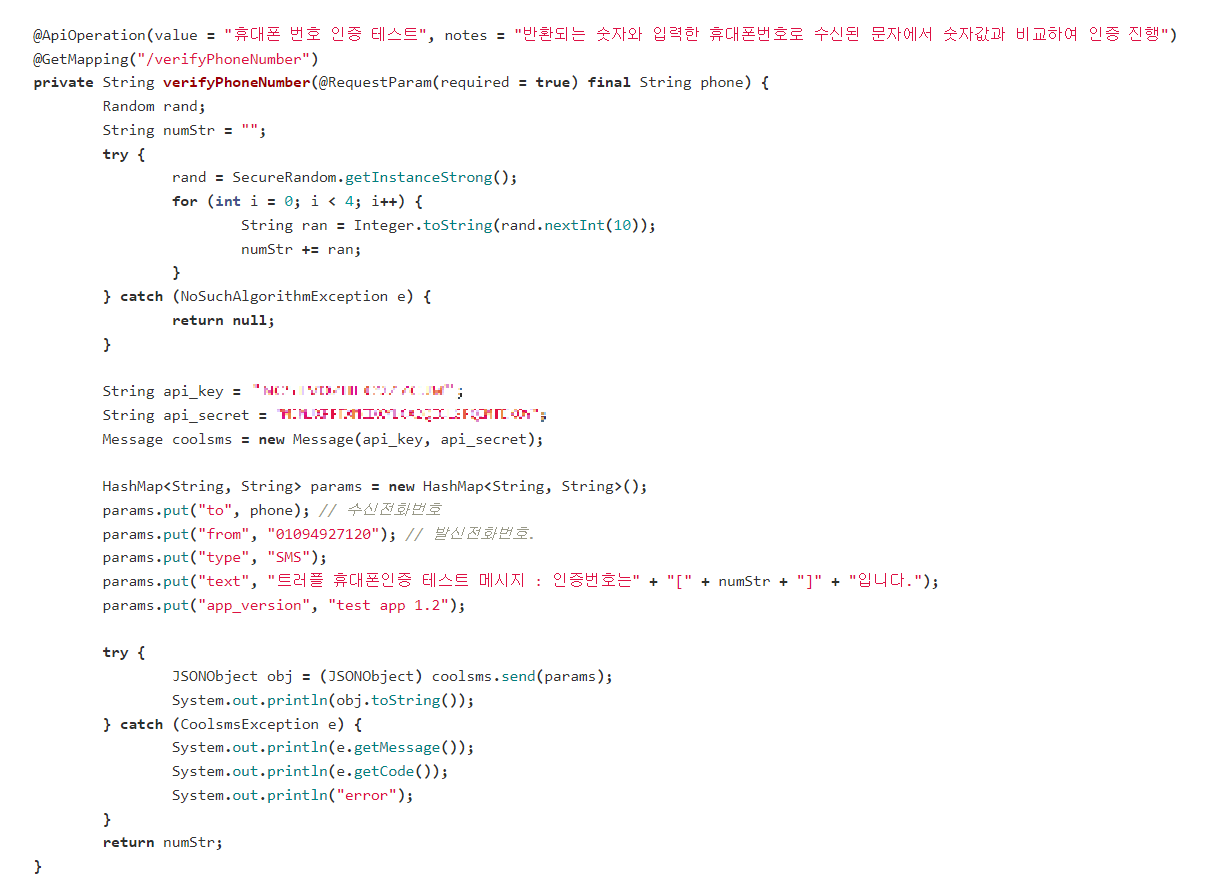 @ApiOperation(value = "휴대폰 번호 인증 테스트", notes = "반환되는 숫자와 입력한 휴대폰번호로 수신된 문자에서 숫자값과 비교하여 인증 진행")
@GetMapping("/verifyPhoneNumber")
private String verifyPhoneNumber(@RequestParam(required = true) final String phone) {
Random rand;
String numStr = "";
try {
rand = SecureRandom.getInstanceStrong();
for (int i = 0; i < 4; i++) {
String ran = Integer.toString(rand.nextInt(10));
numStr += ran;
}
} catch (NoSuchAlgorithmException e) {
return null;
}
String api_key = "";
String api_secret = "";
Message coolsms = new Message(api_key, api_secret);
HashMap<String, String> params = new HashMap<String, String>();
params.put("to", phone); // 수신전화번호
params.put("from", "01094927120"); // 발신전화번호.
params.put("type", "SMS");
params.put("text", "트러플 휴대폰인증 테스트 메시지 : 인증번호는" + "[" + numStr + "]" + "입니다.");
params.put("app_version", "test app 1.2");
try {
JSONObject obj = (JSONObject) coolsms.send(params);
System.out.println(obj.toString());
} catch (CoolsmsException e) {
System.out.println(e.getMessage());
System.out.println(e.getCode());
System.out.println("error");
}
return numStr;
}